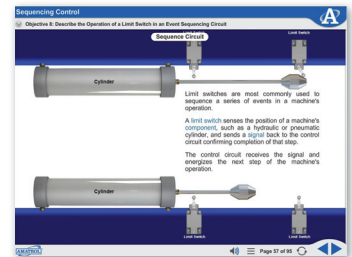 Sequencing Control
Objective 8: Describe the Operation of a Limit Switch in an Event Sequencing Circuit
Sequence Circuit
Limit Switch
Limit Switch
Cylinder
Limit switches are most commonly used to
sequence a series of events in a machine's
operation.
A limit switch senses the position of a machine's
component, such as a hydraulic or pneumatic
cylinder, and sends a signal back to the control
circuit confirming completion of that step.
The control circuit receives the signal and
energizes the next step of the machine's
operation.
Cylinder
Limit Switch
Limit Switch
AMATROL
Page 57 of 95